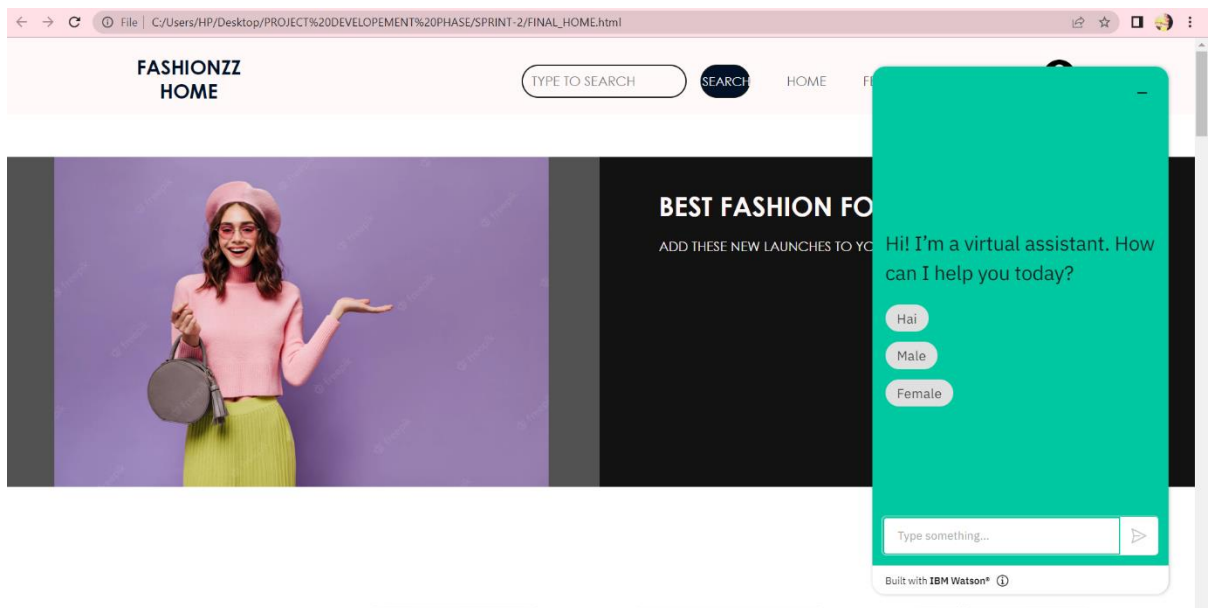 File | C:/Users/HP/Desktop/PROJECT%20DEVELOPEMENT%20PHASE/SPRINT-2/FINAL_HOME.html
FASHIONZZ
HOME
TYPE TO SEARCH
SEARCH
HOME
BEST FASHION FO
ADD THESE NEW LAUNCHES TO YO
Hi! I’m a virtual assistant. How
can I help you today?
Hai
Male
Female
Type something...
Built with IBM Watson®